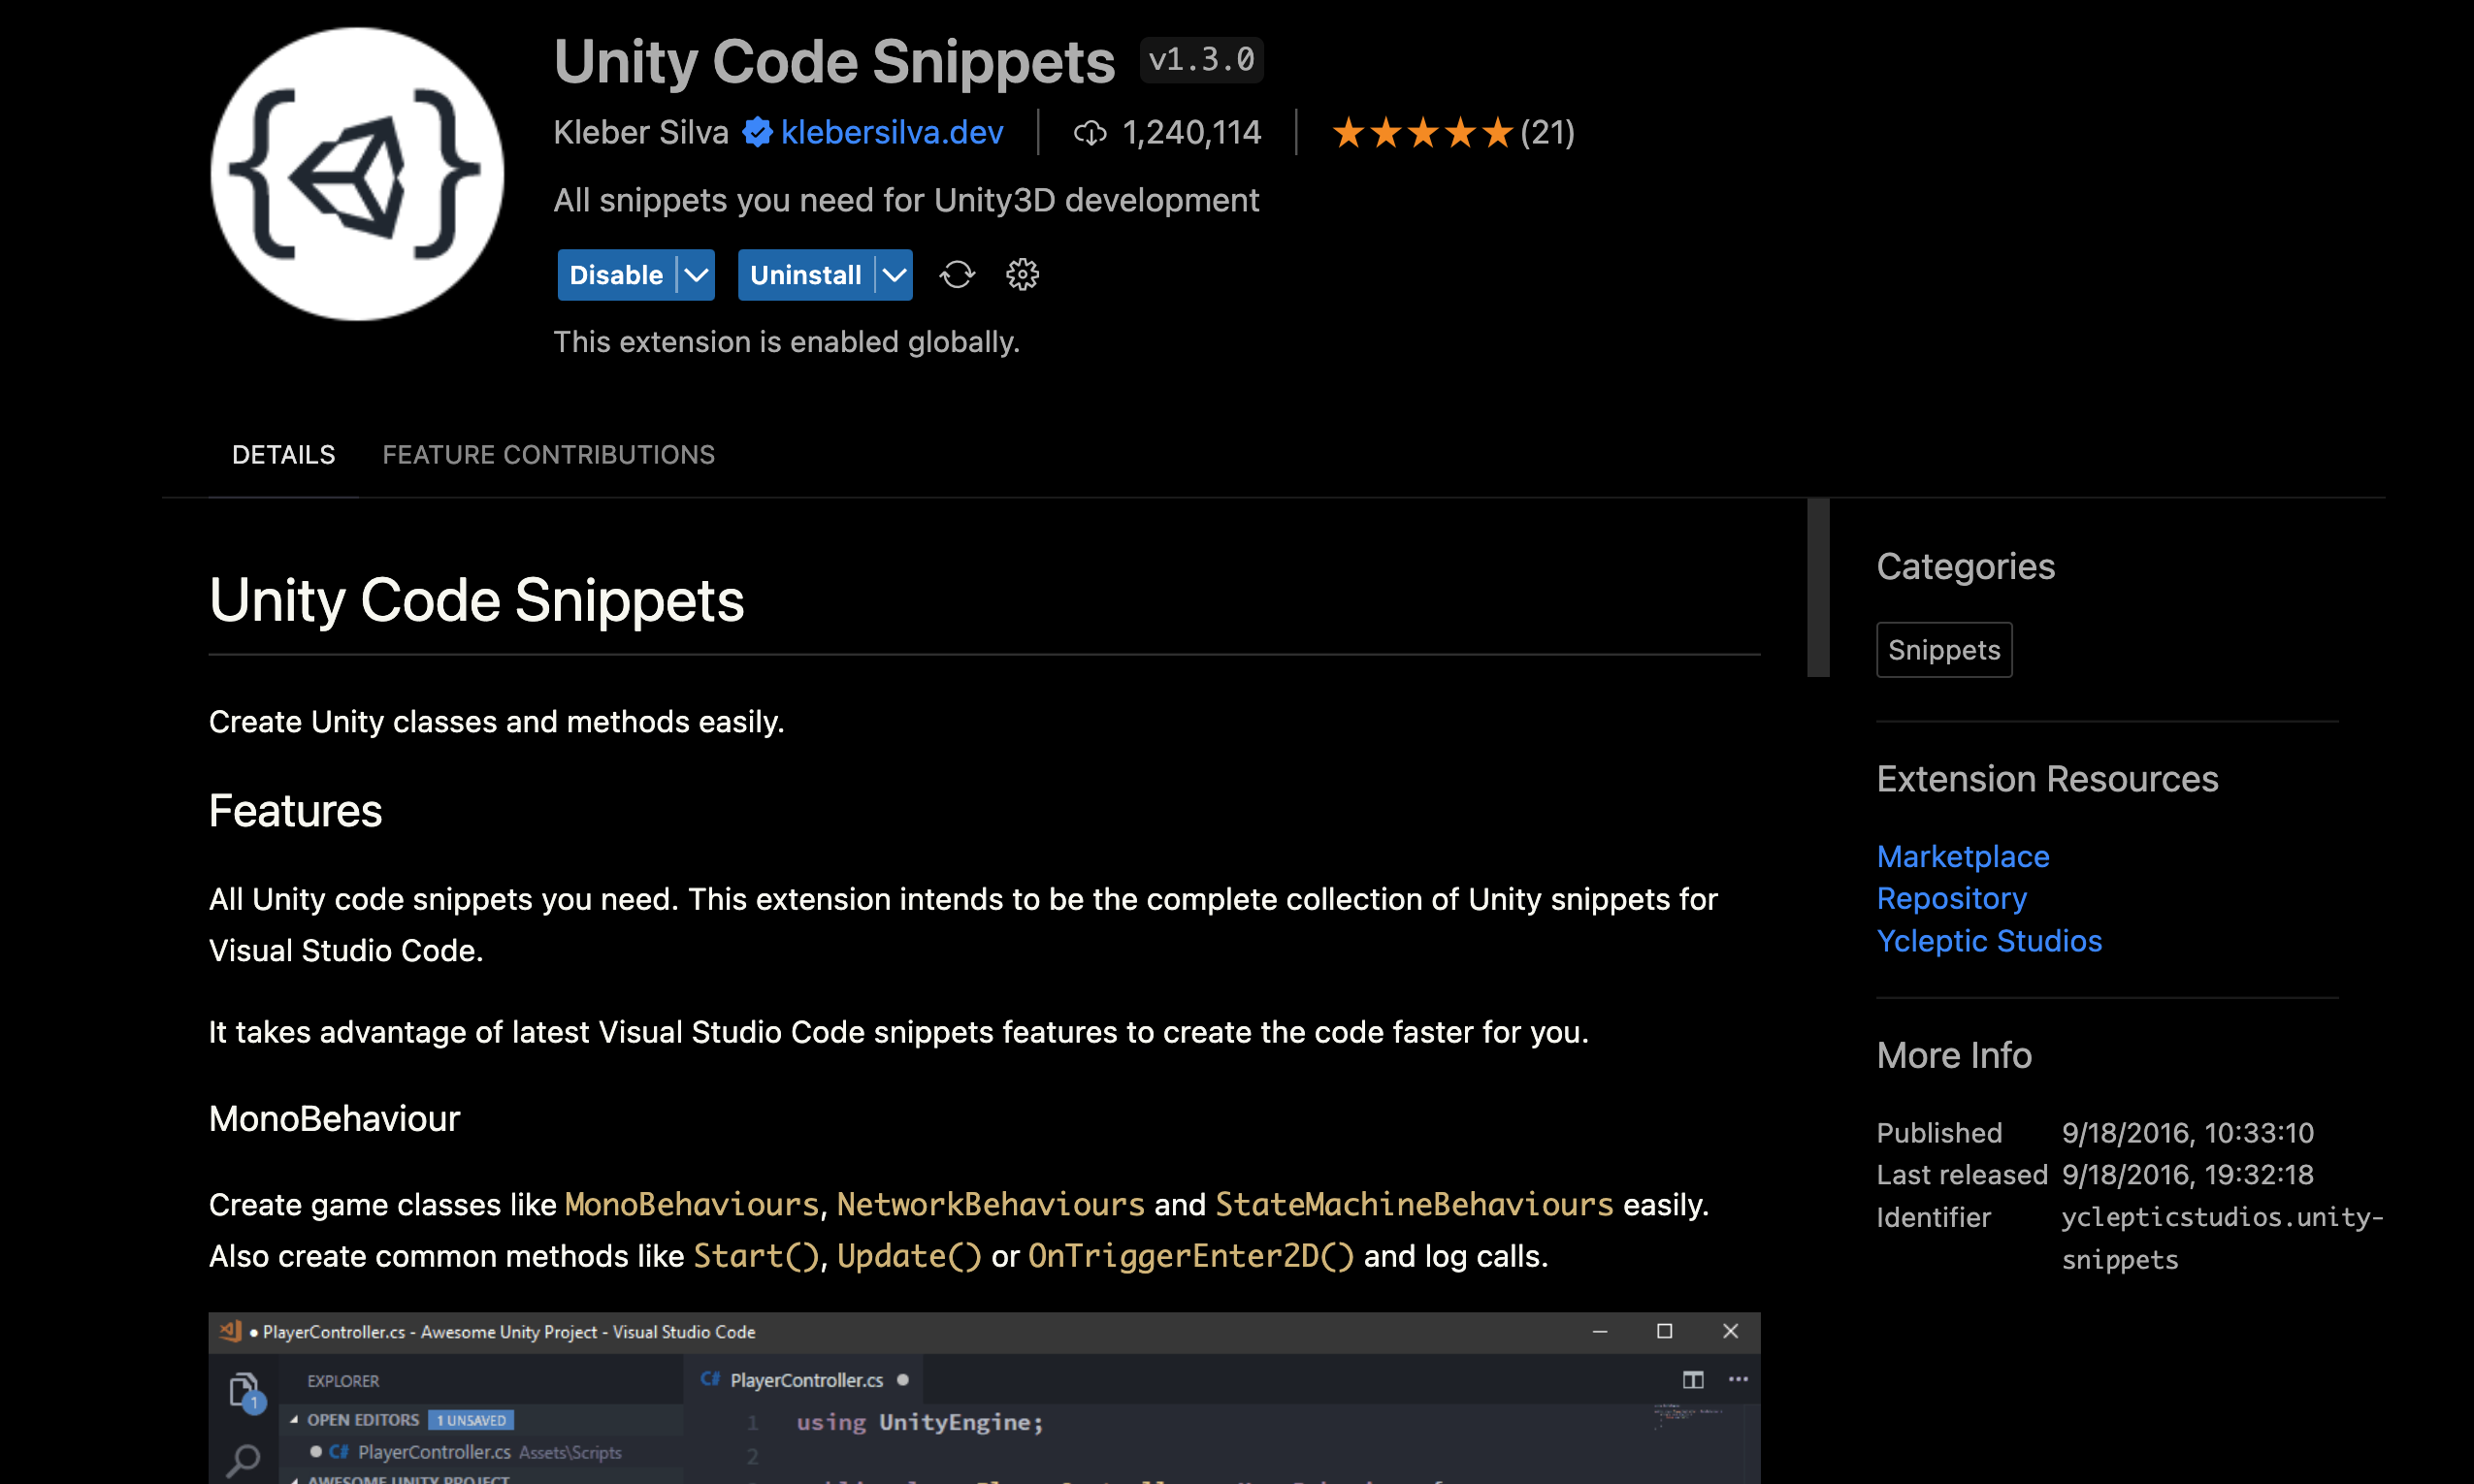 Unity Code Snippets v1.3.0
Kleber Silva klebersilva.dev 1,240,114 (21)
All snippets you need for Unity3D development
Disable Uninstall
This extension is enabled globally.
DETAILS FEATURE CONTRIBUTIONS
Unity Code Snippets
Create Unity classes and methods easily.
Features
All Unity code snippets you need. This extension intends to be the complete collection of Unity snippets for
Visual Studio Code.
It takes advantage of latest Visual Studio Code snippets features to create the code faster for you.
MonoBehaviour
Create game classes like MonoBehaviours, NetworkBehaviours and StateMachineBehaviours easily.
Also create common methods like Start(), Update() or OnTriggerEnter2D() and log calls.
PlayerController.cs - Awesome Unity Project - Visual Studio Code
EXPLORER
OPEN EDITORS 1 UNSAVED
C# PlayerController.cs Assets\Scripts
AWESOME UNITY PROJECT
1
C# PlayerController.cs
1 using UnityEngine;
2
Categories
Snippets
Extension Resources
Marketplace
Repository
Ycleptic Studios
More Info
Published 9/18/2016, 10:33:10
Last released 9/18/2016, 19:32:18
Identifier yclepticstudios.unity-
snippets